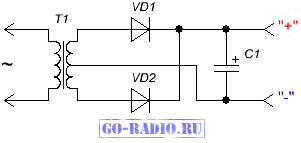 T1
VD1
"+"
~
+
C1
VD2
"-"
GO-RADIO.RU